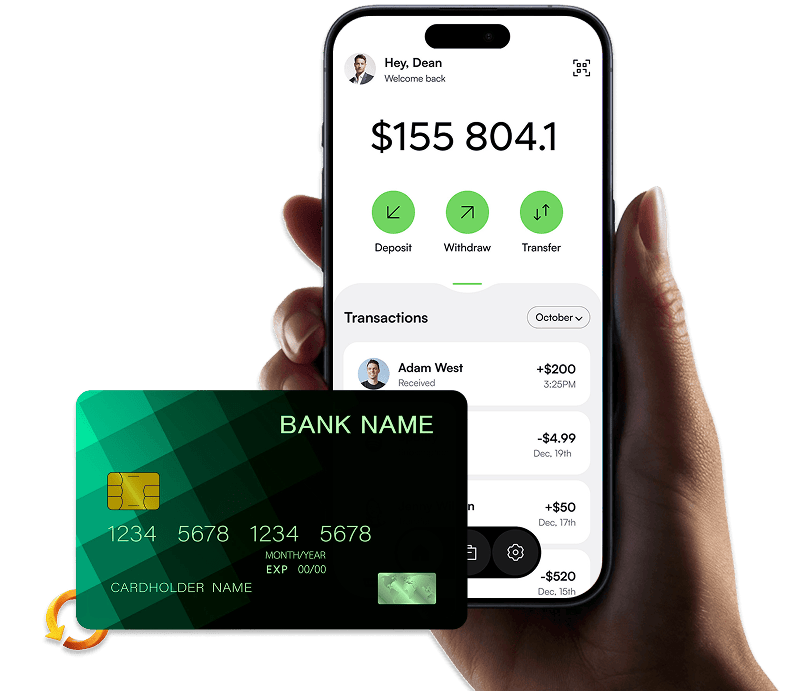 Hey, Dean
Welcome back
$155 804.1
Deposit Withdraw Transfer
Transactions
October
Adam West
+$200
Received
3:25PM
-$4.99
Dec, 19th
+$50
Dec, 17th
-$520
Dec, 15th
BANK NAME
1234 5678 1234 5678
MONTH/YEAR
EXP 00/00
CARDHOLDER NAME